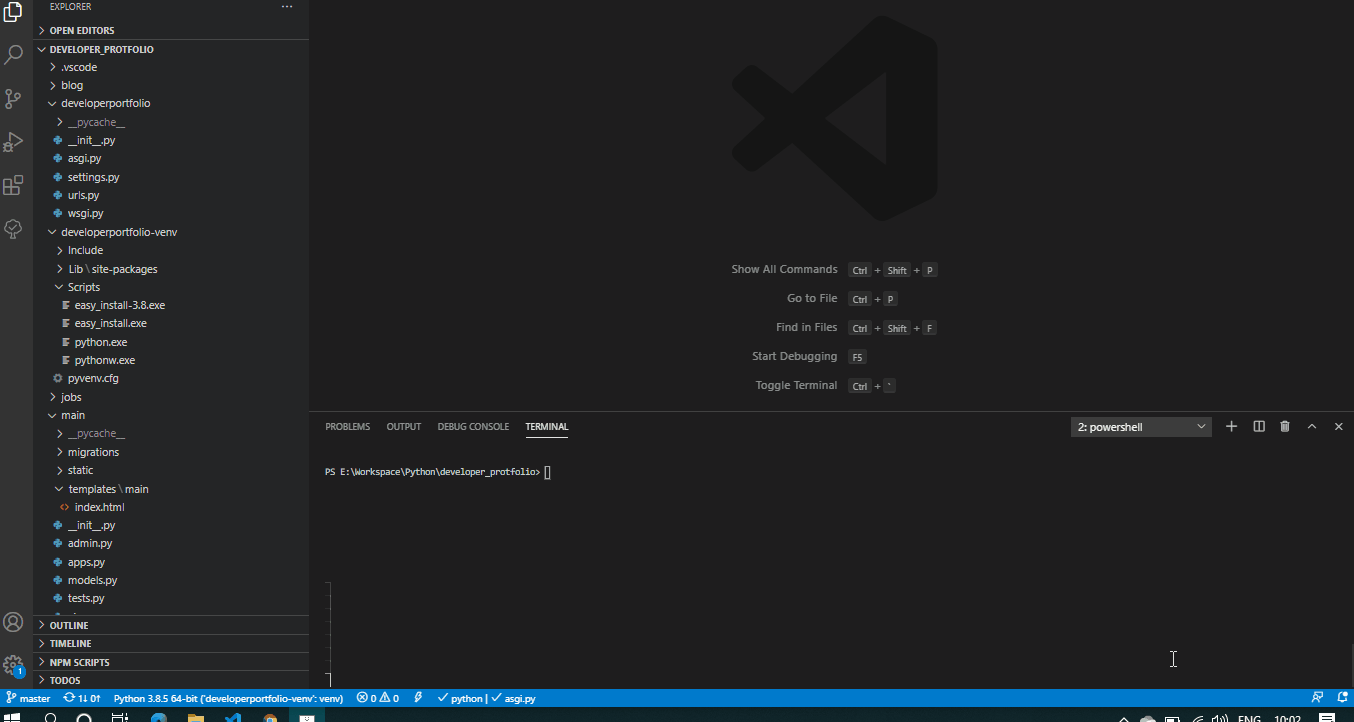 EXPLORER
OPEN EDITORS
DEVELOPER_PROTFOLIO
.vscode
blog
developerportfolio
__pycache__
__init__.py
asgi.py
settings.py
urls.py
wsgi.py
developerportfolio-venv
Include
Lib \ site-packages
Scripts
easy_install-3.8.exe
easy_install.exe
python.exe
pythonw.exe
pyvenv.cfg
jobs
main
__pycache__
migrations
static
templates \ main
index.html
__init__.py
admin.py
apps.py
models.py
tests.py
OUTLINE
TIMELINE
NPM SCRIPTS
TODOS
Show All Commands Ctrl + Shift + P
Go to File Ctrl + P
Find in Files Ctrl + Shift + F
Start Debugging F5
Toggle Terminal Ctrl + `
PROBLEMS OUTPUT DEBUG CONSOLE TERMINAL 2: powershell
PS E:\Workspace\Python\developer_protfolio>
1
master 1↓ 0↑ Python 3.8.5 64-bit ('developerportfolio-venv': venv) 0 0 python | asgi.py
ENG 10:02